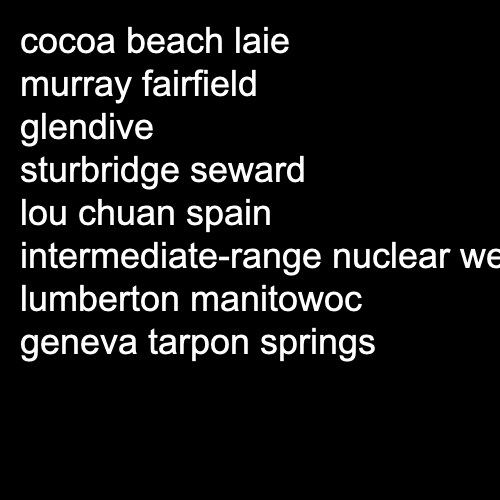 cocoa beach laie
murray fairfield
glendive
sturbridge seward
lou chuan spain
intermediate-range nuclear
lumberton manitowoc
geneva tarpon springs